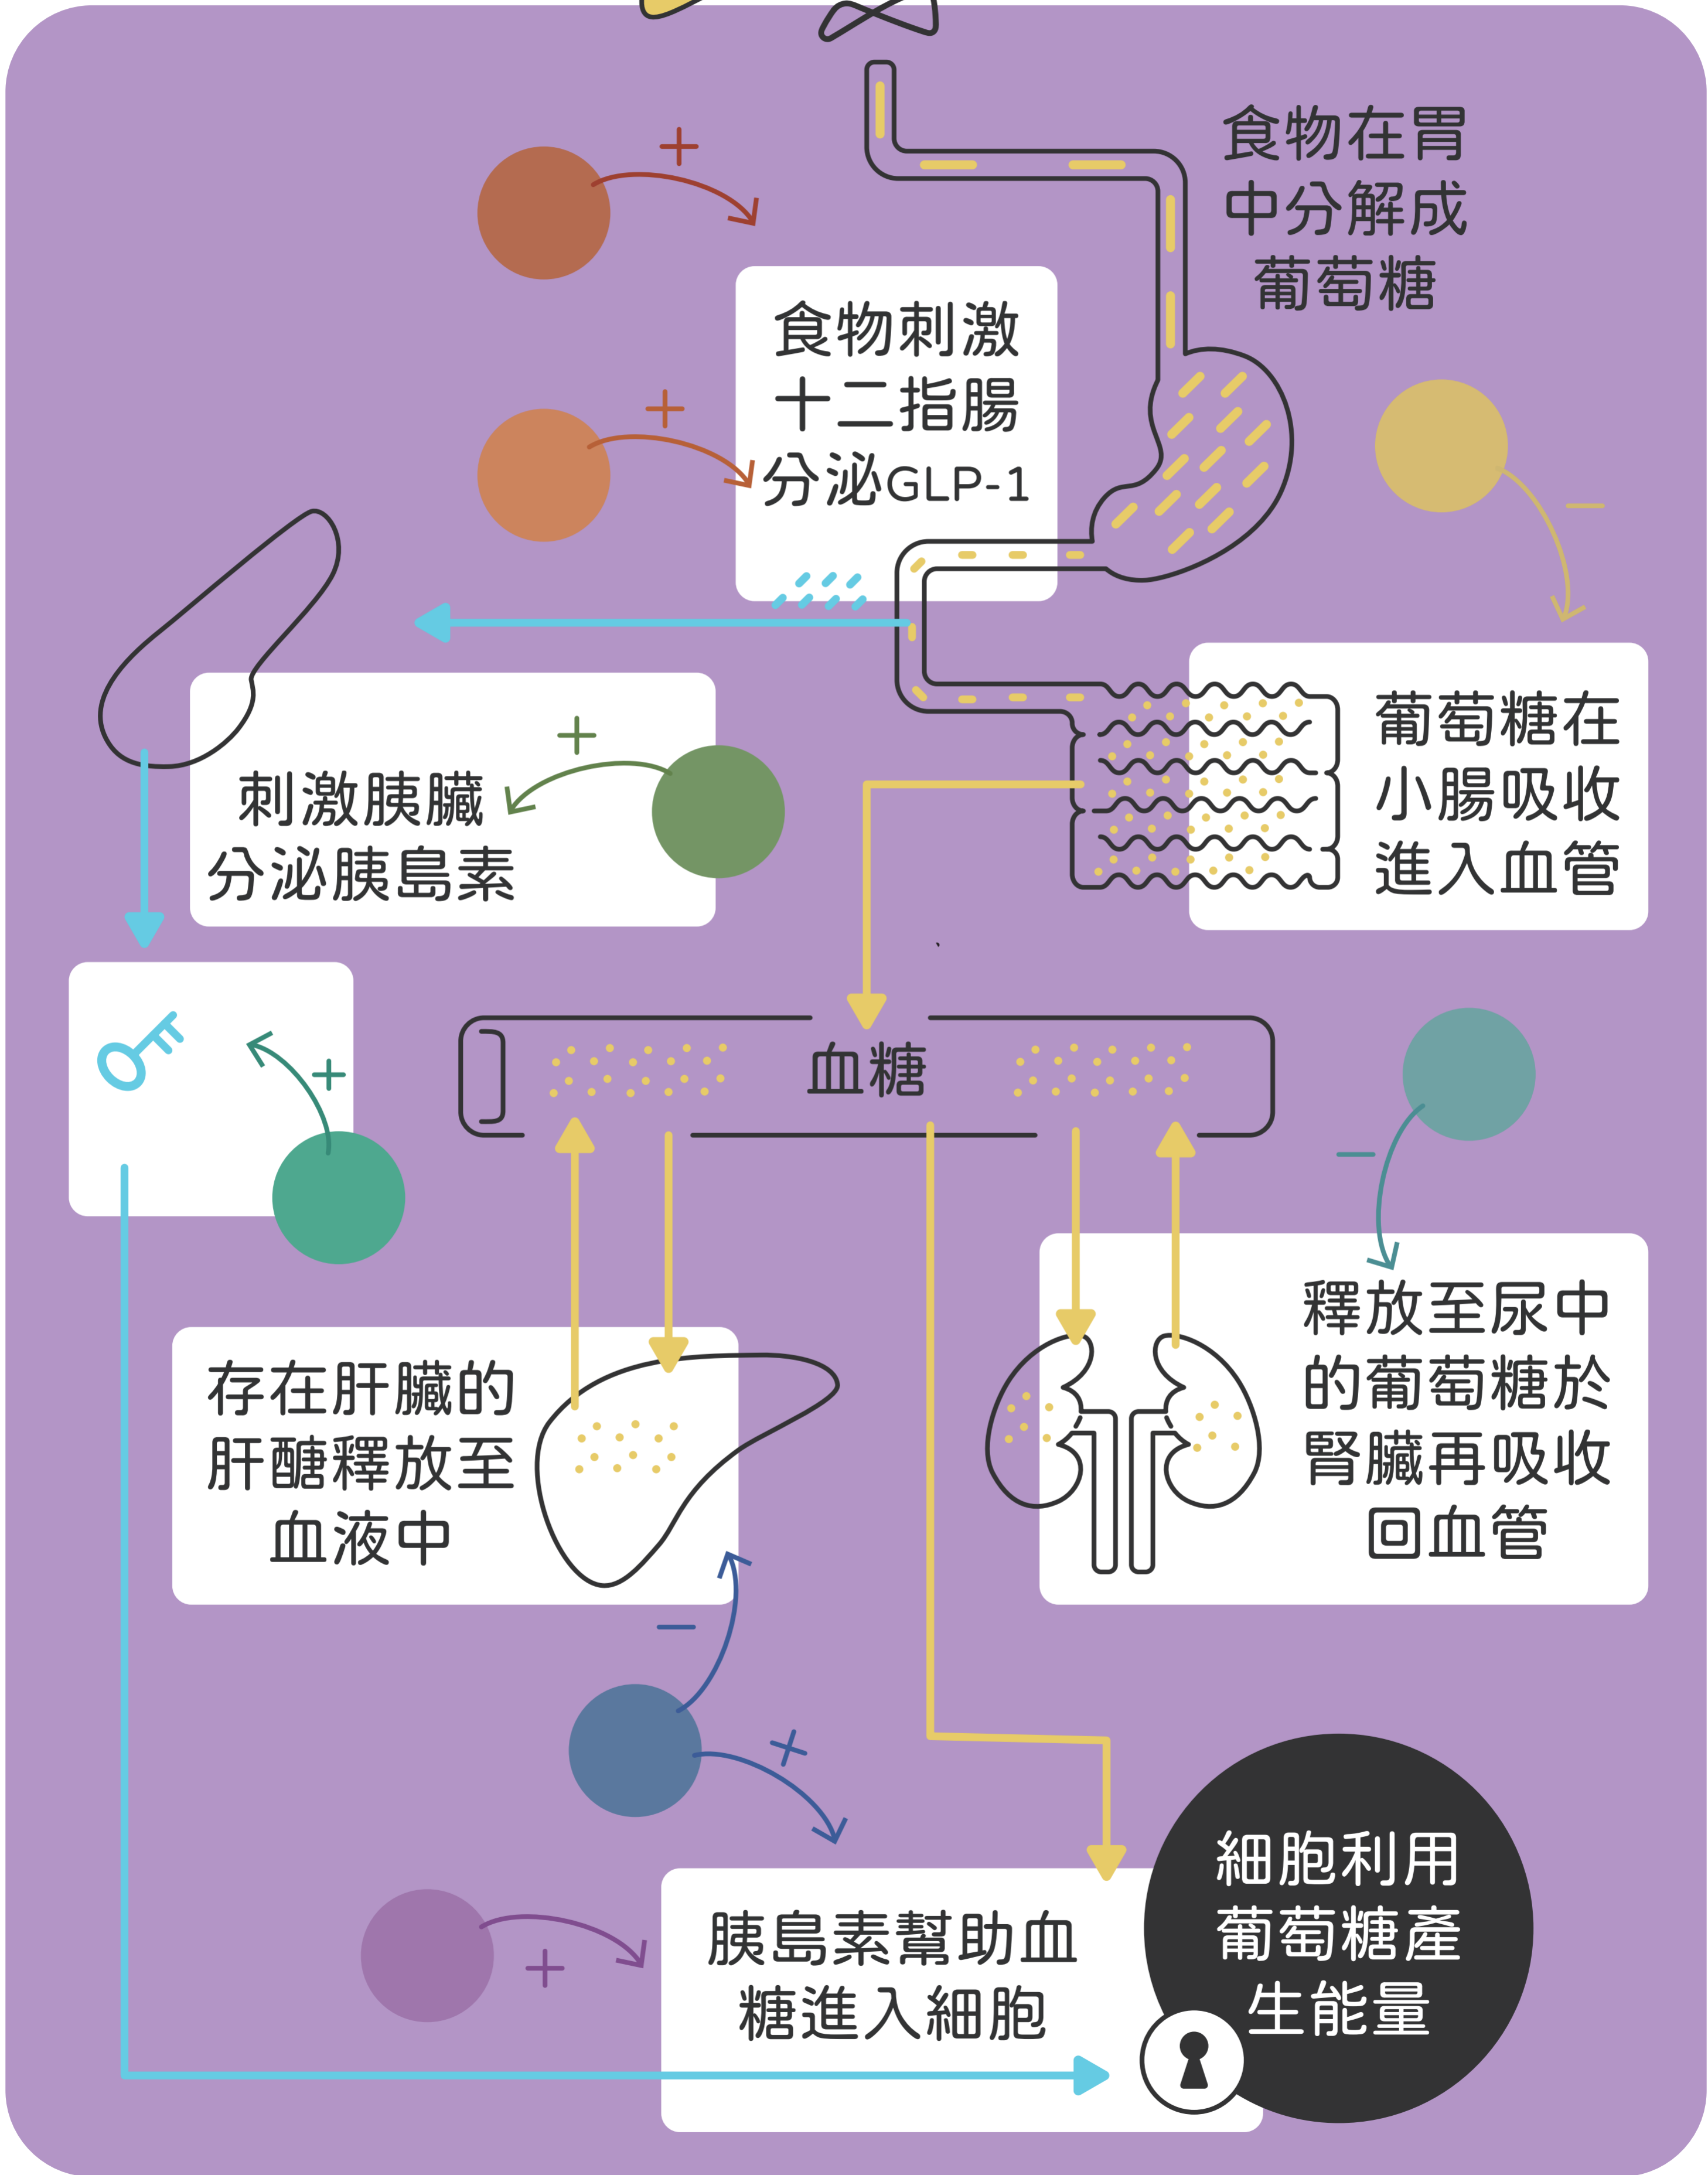 食物在胃
中分解成
葡萄糖
食物刺激
十二指腸
分泌GLP-1
葡萄糖在
小腸吸收
進入血管
刺激胰臟
分泌胰島素
血糖
釋放至尿中
的葡萄糖於
腎臟再吸收
回血管
存在肝臟的
肝醣釋放至
血液中
細胞利用
葡萄糖產
生能量
胰島素幫助血
糖進入細胞